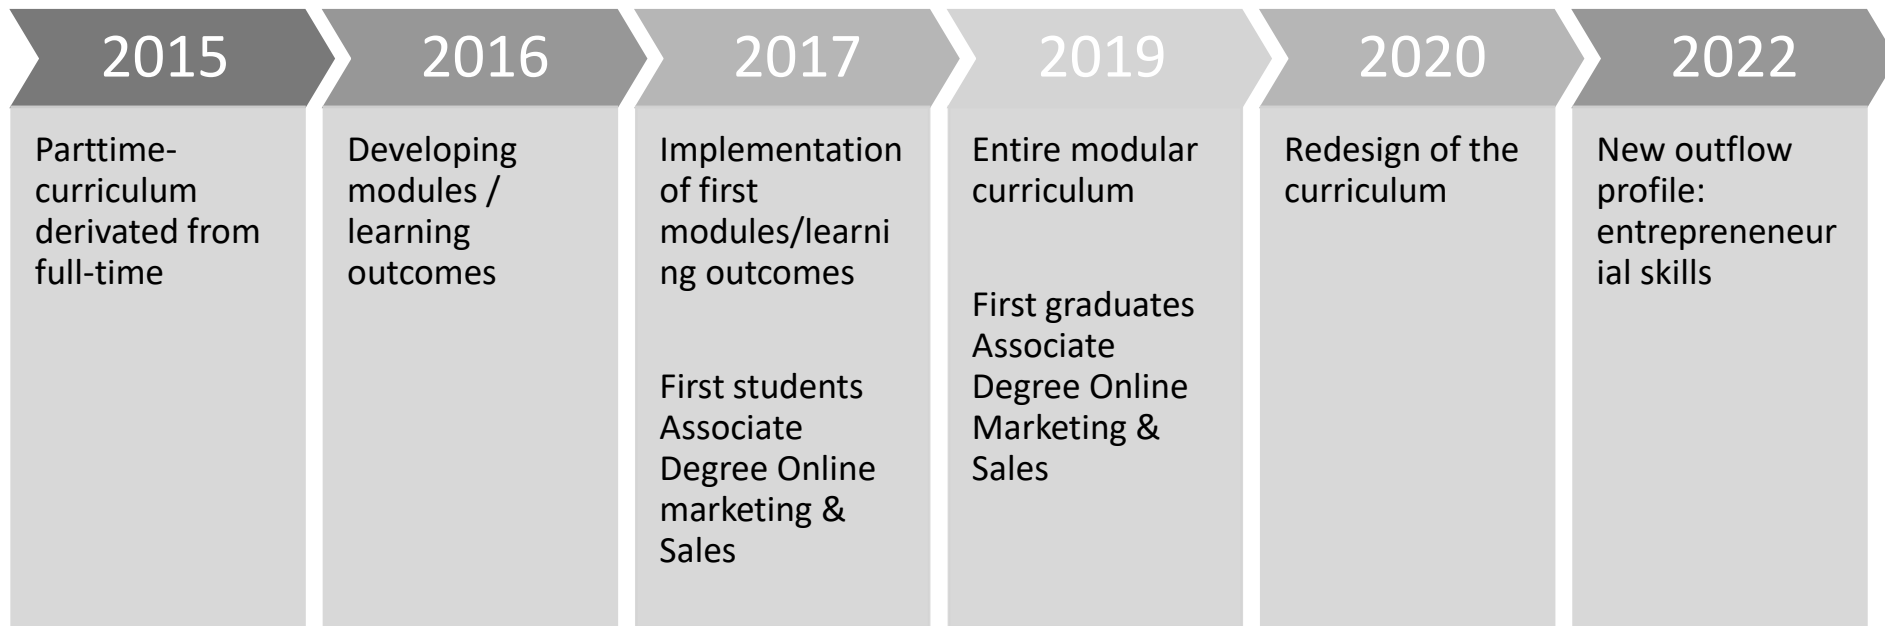 2015
Parttime-
curriculum
derivated from
full-time
2016
Developing
modules /
learning
outcomes
2017
Implementation
of first
modules/learni
ng outcomes
First students
Associate
Degree Online
marketing &
Sales
2019
Entire modular
curriculum
First graduates
Associate
Degree Online
Marketing &
Sales
2020
Redesign of the
curriculum
2022
New outflow
profile:
entrepreneneur
ial skills